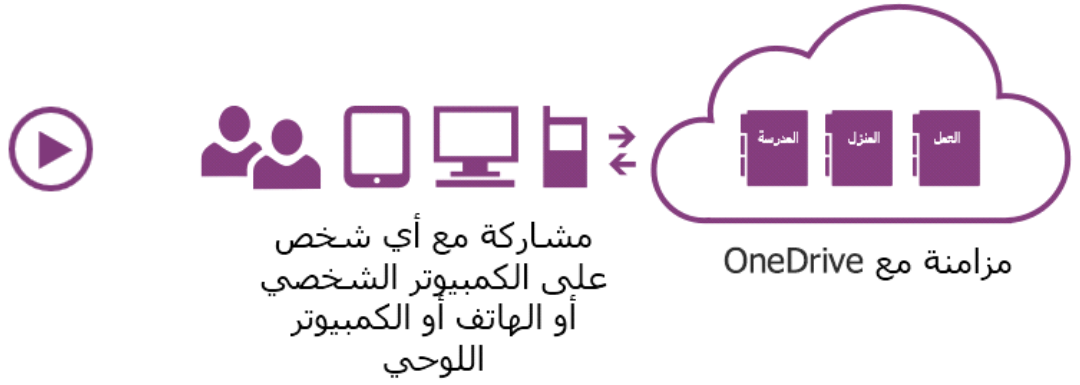 العمل
المنزل
المدرسة
مزامنة مع OneDrive
مشاركة مع أي شخص
على الكمبيوتر الشخصي
أو الهاتف أو الكمبيوتر
اللوحي